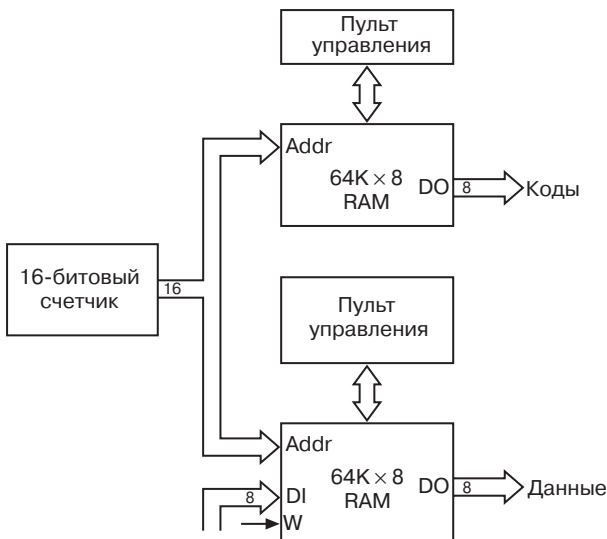 Пульт
управления
Addr
64K × 8
RAM
DO
8
Коды
16-битовый
счетчик
16
Пульт
управления
Addr
64K × 8
RAM
DO
8
Данные
8
DI
W